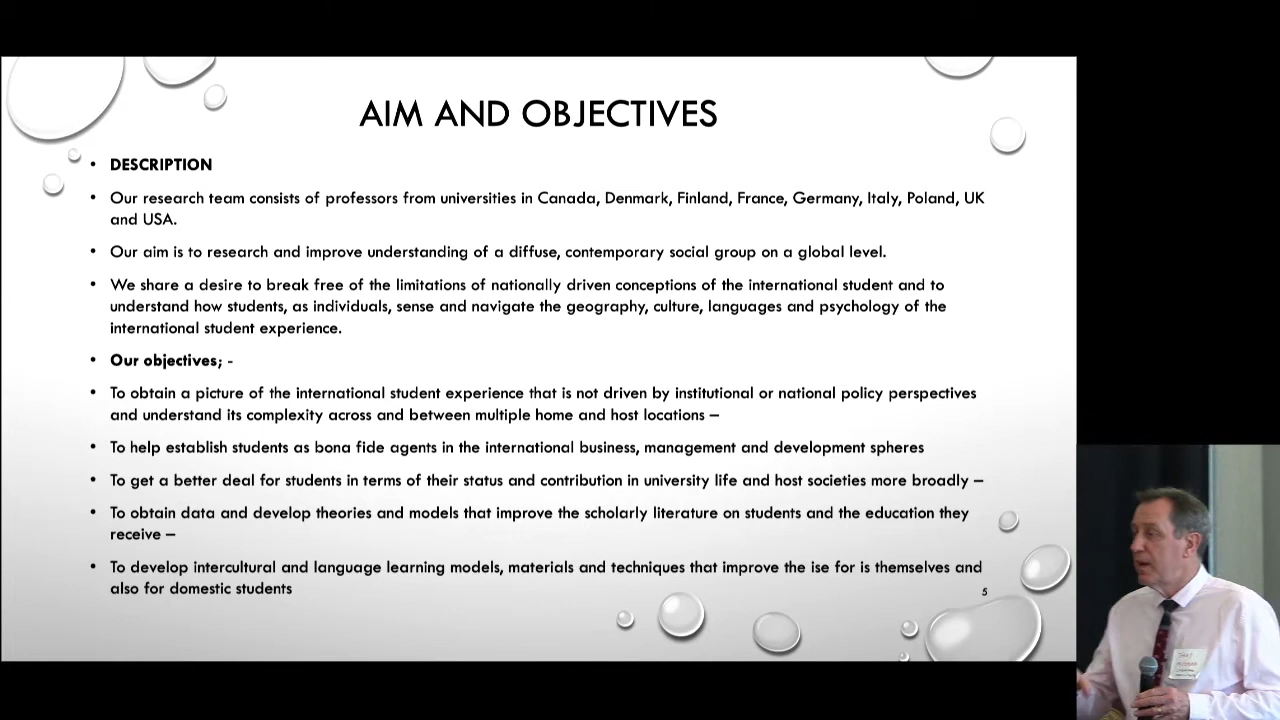 AIM AND OBJECTIVES
• DESCRIPTION
• Our research team consists of professors from universities in Canada, Denmark, Finland, France, Germany, Italy, Poland, UK
and USA.
• Our aim is to research and improve understanding of a diffuse, contemporary social group on a global level.
• We share a desire to break free of the limitations of nationally driven conceptions of the international student and to
understand how students, as individuals, sense and navigate the geography, culture, languages and psychology of the
international student experience.
• Our objectives; -
• To obtain a picture of the international student experience that is not driven by institutional or national policy perspectives
and understand its complexity across and between multiple home and host locations –
• To help establish students as bona fide agents in the international business, management and development spheres
• To get a better deal for students in terms of their status and contribution in university life and host societies more broadly –
• To obtain data and develop theories and models that improve the scholarly literature on students and the education they
receive –
• To develop intercultural and language learning models, materials and techniques that improve the ise for is themselves and
also for domestic students
5